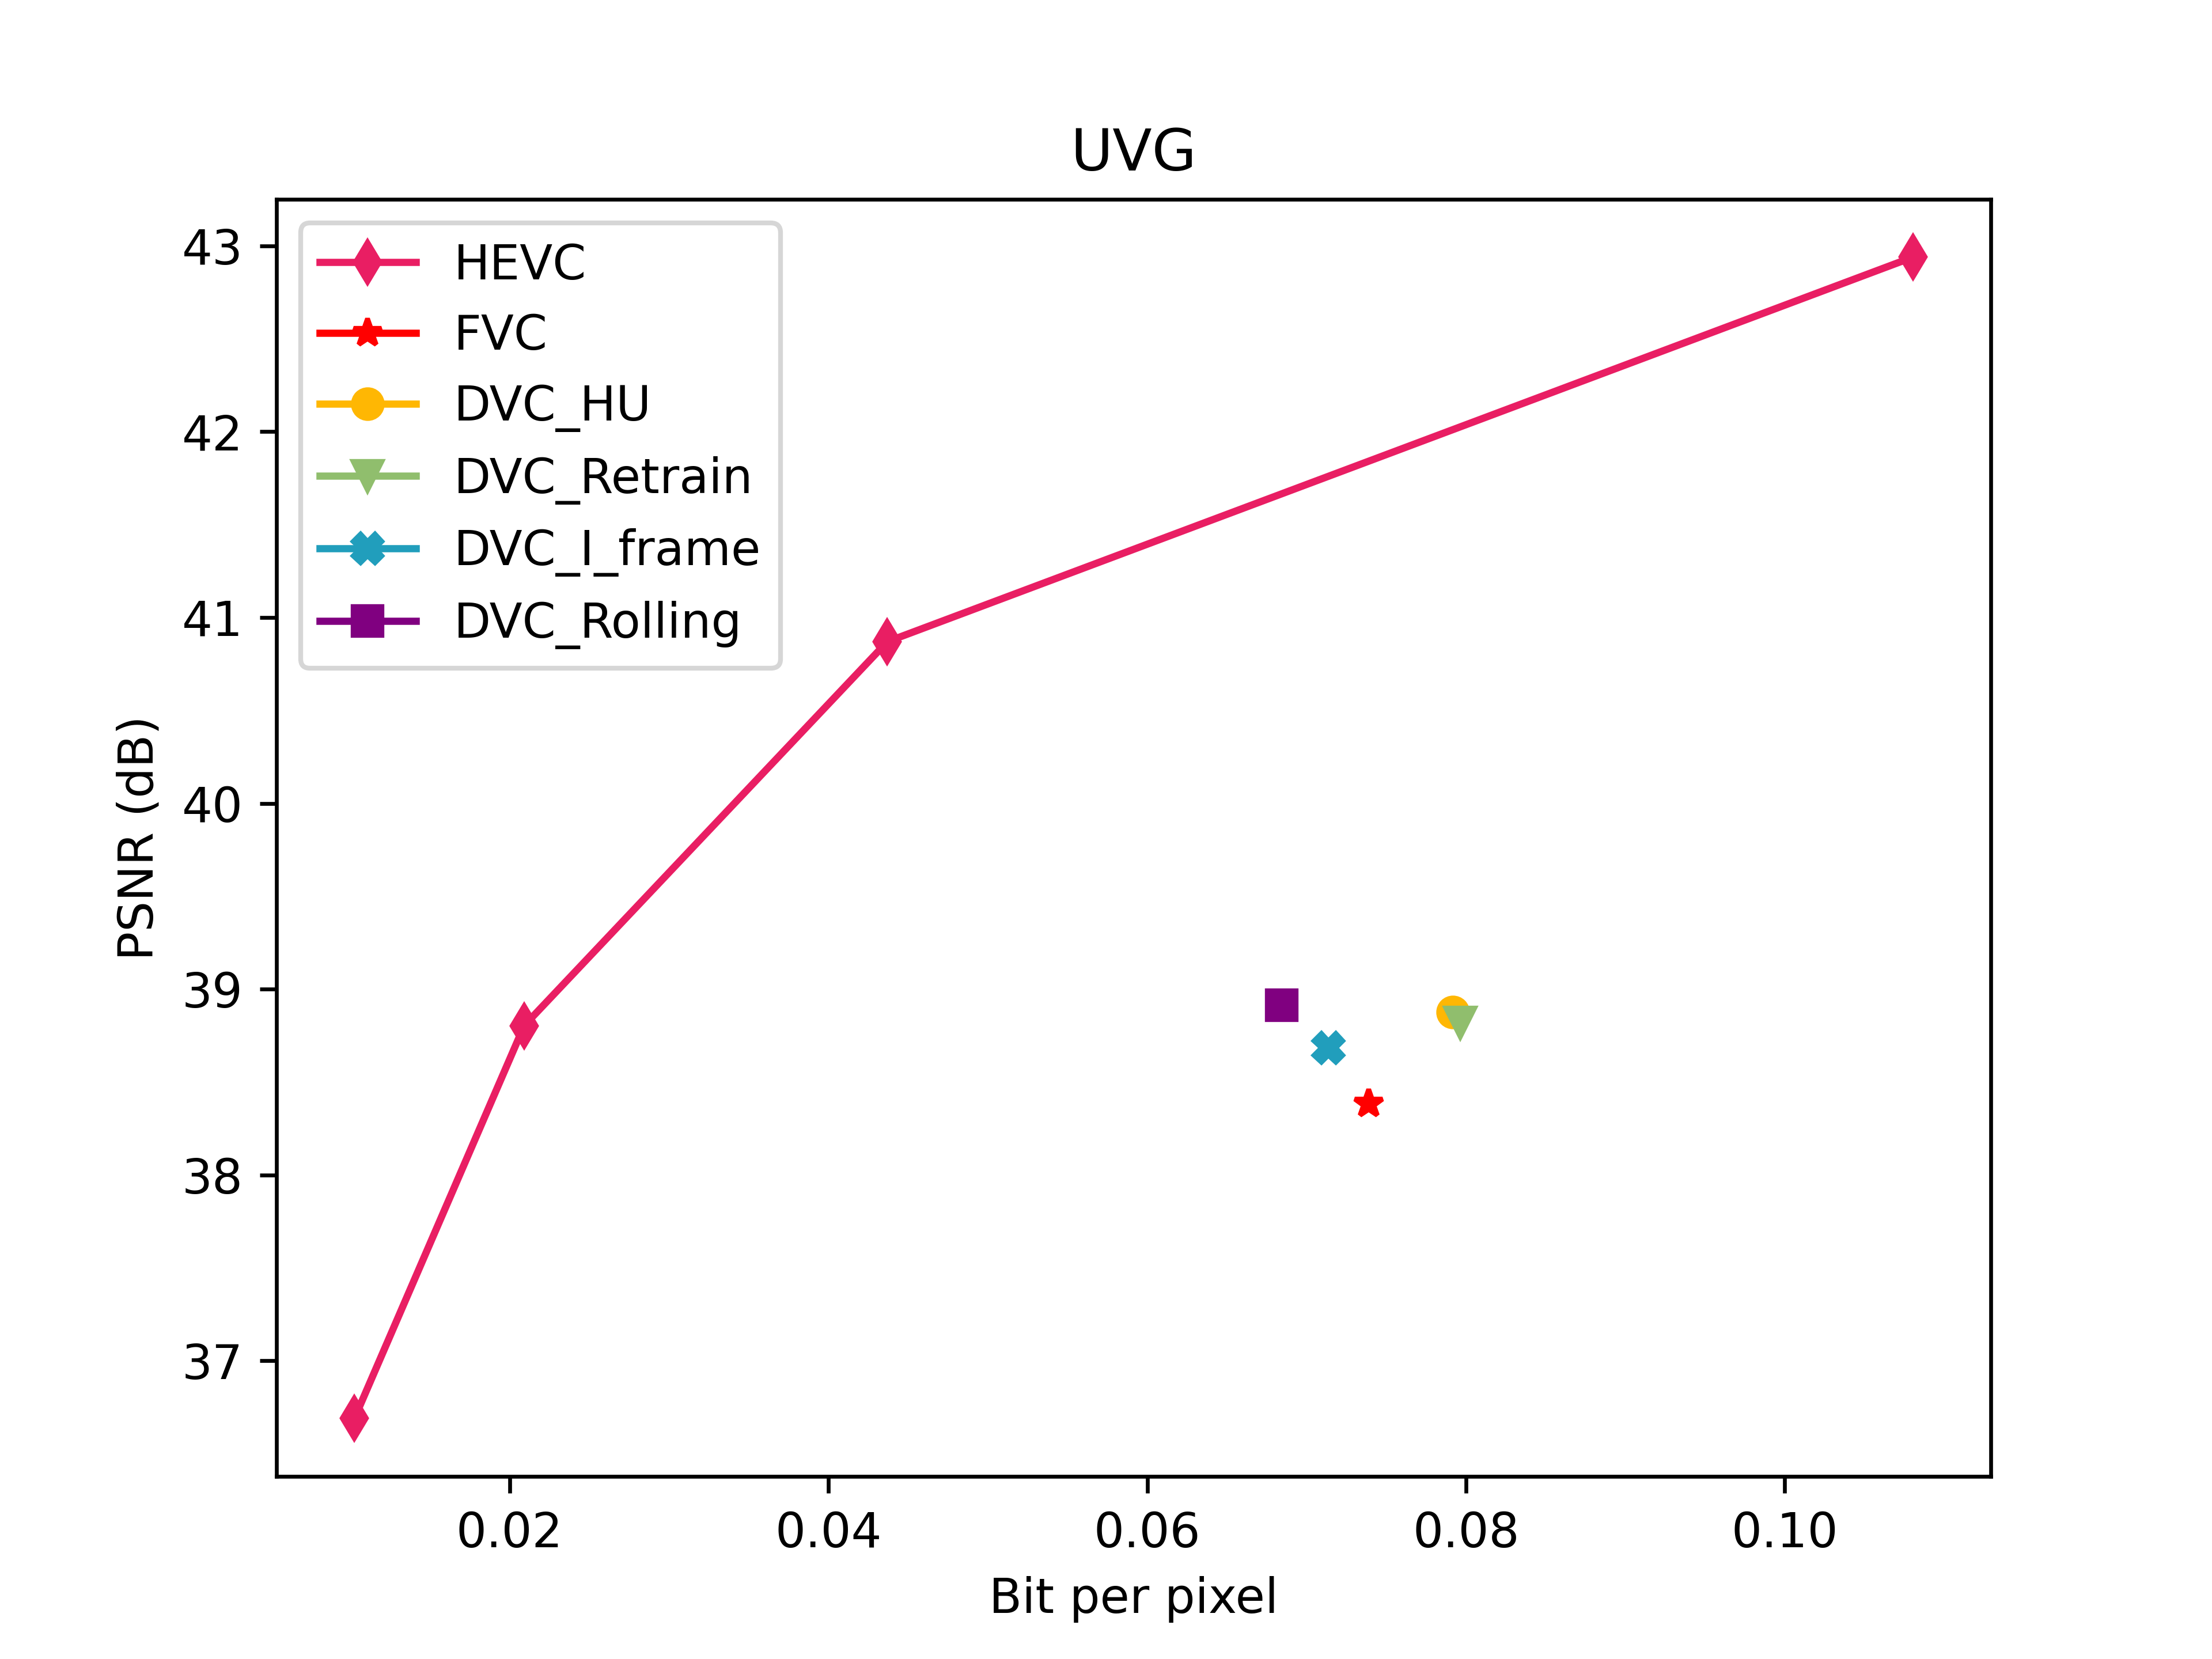 UVG
HEVC
FVC
DVC_HU
DVC_Retrain
DVC_I_frame
DVC_Rolling
PSNR (dB)
43
42
41
40
39
38
37
0.02 0.04 0.06 0.08 0.10
Bit per pixel